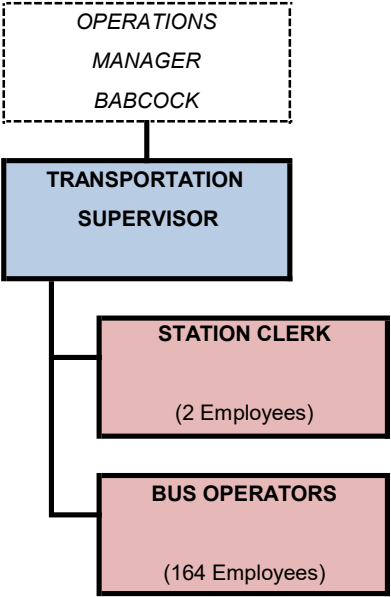 OPERATIONS
MANAGER
BABCOCK
TRANSPORTATION
SUPERVISOR
STATION CLERK
(2 Employees)
BUS OPERATORS
(164 Employees)